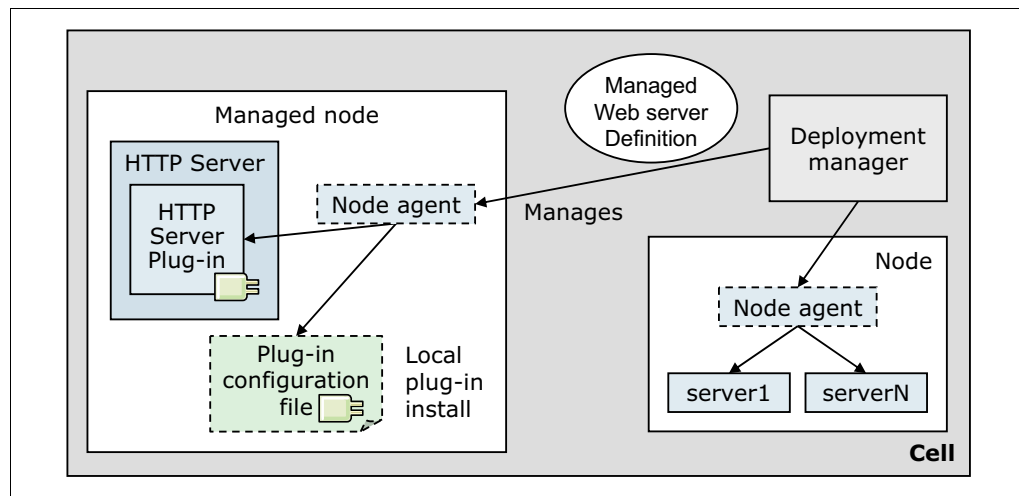 Managed node
HTTP Server
HTTP
Server
Plug-in
Node agent
Plug-in
configuration
file
Local
plug-in
install
Managed
Web server
Definition
Manages
Deployment
manager
Node
Node agent
server1
serverN
Cell